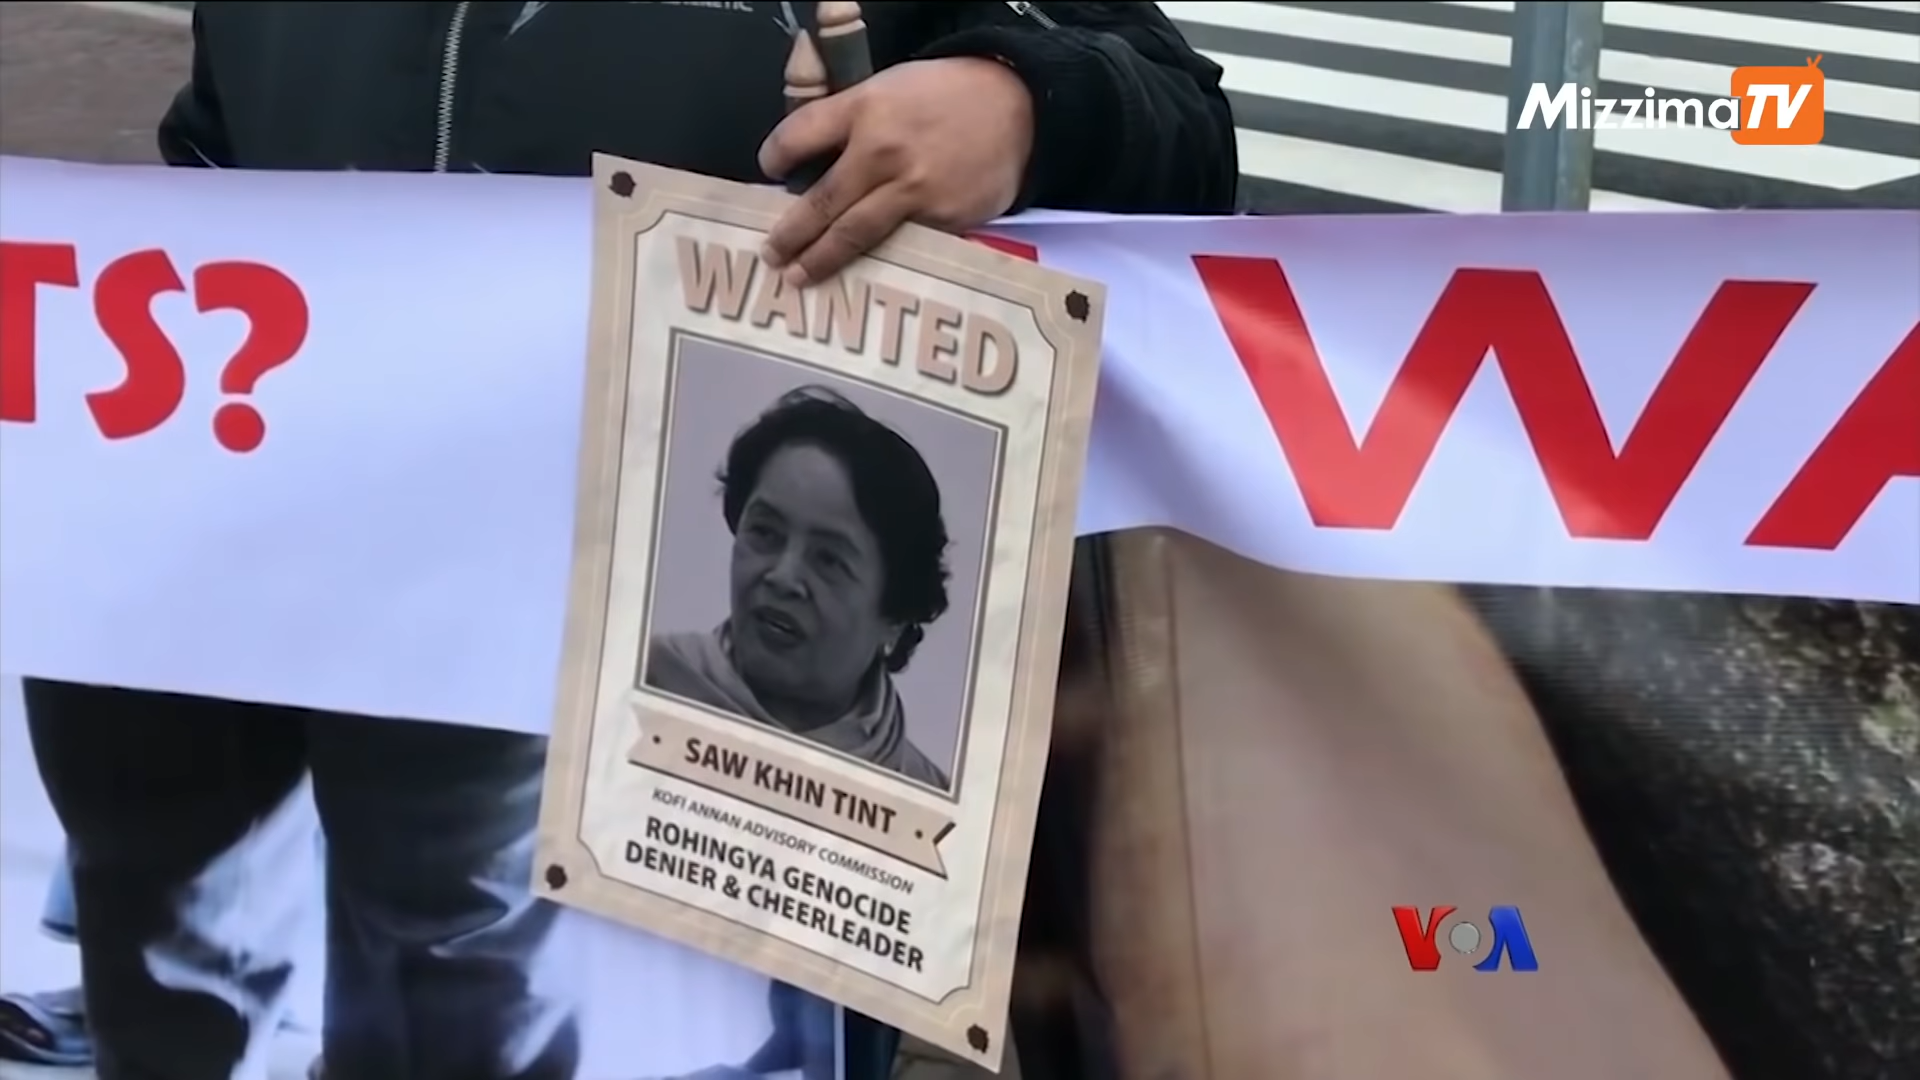 MizzimaTV
TS?
WA
WANTED
• SAW KHIN TINT •
KOFI ANNAN ADVISORY COMMISSION
ROHINGYA GENOCIDE
DENIER & CHEERLEADER
VOA